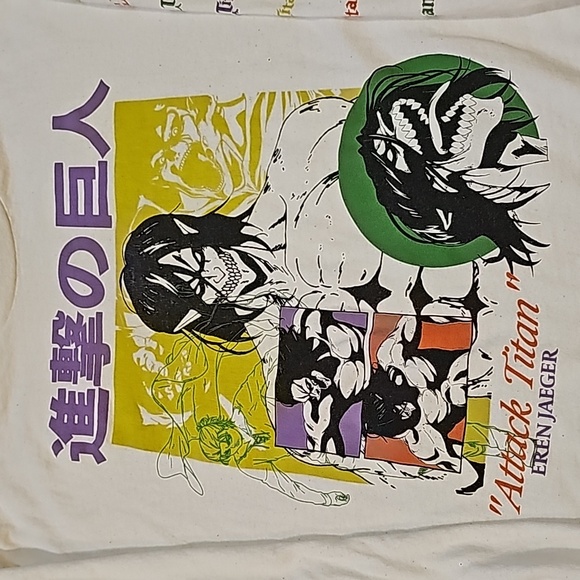 進撃の巨人
"Attack Titan"
EREN JAEGER